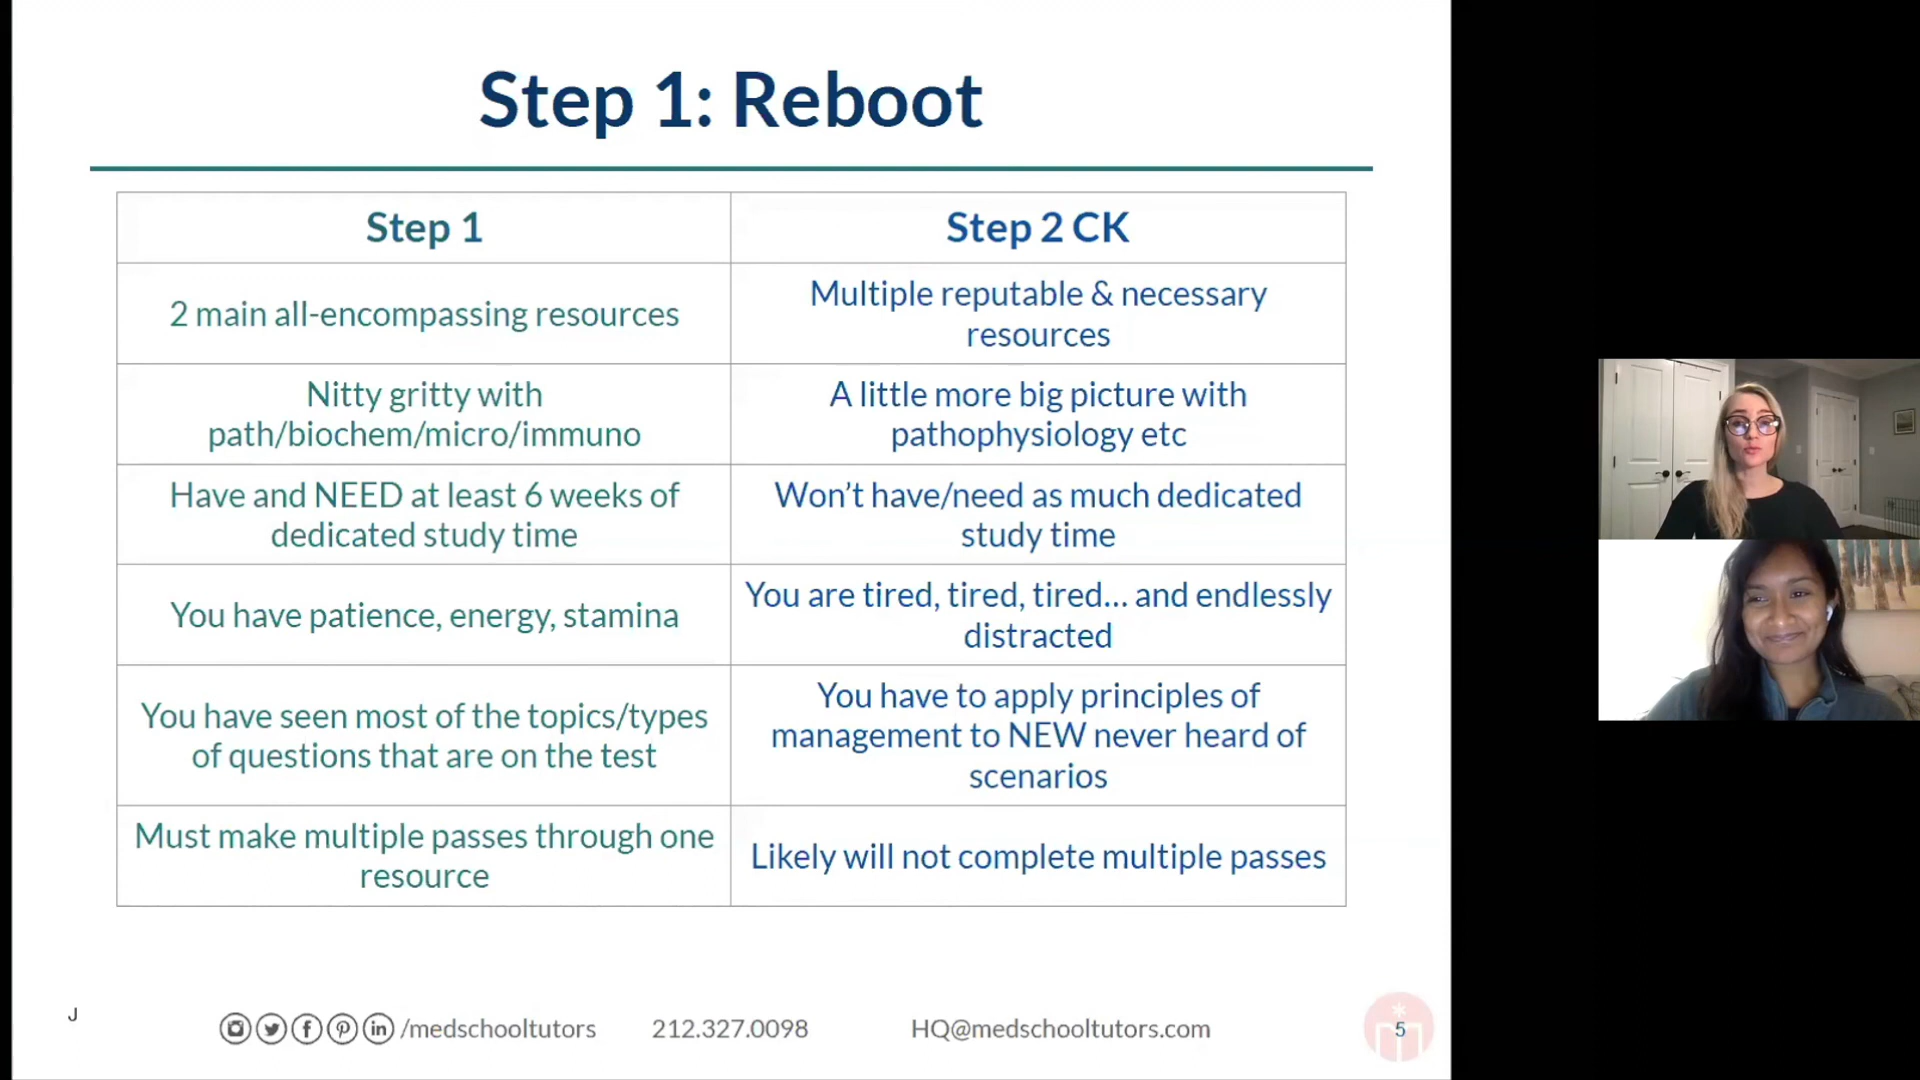 Step 1: Reboot
Step 1
Step 2 CK
2 main all-encompassing resources
Multiple reputable & necessary
resources
Nitty gritty with
path/biochem/micro/immuno
A little more big picture with
pathophysiology etc
Have and NEED at least 6 weeks of
dedicated study time
Won't have/need as much dedicated
study time
You have patience, energy, stamina
You are tired, tired, tired... and endlessly
distracted
You have seen most of the topics/types
of questions that are on the test
You have to apply principles of
management to NEW never heard of
scenarios
Must make multiple passes through one
resource
Likely will not complete multiple passes
J
/medschooltutors
212.327.0098
HQ@medschooltutors.com
5